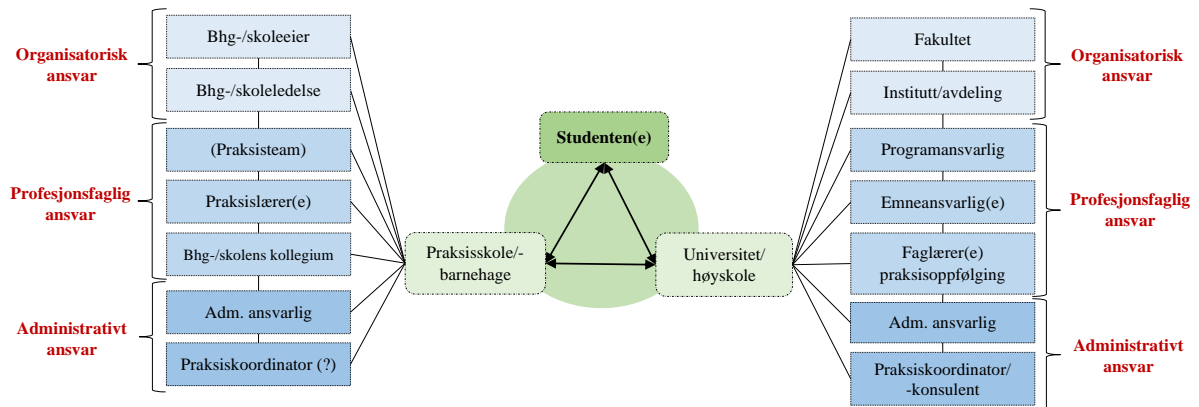 Organisatorisk
ansvar
Bhg-/skoleeier
Bhg-/skoleledelse
Profesjonsfaglig
ansvar
(Praksisteam)
Praksislærer(e)
Bhg-/skolens kollegium
Administrativt
ansvar
Adm. ansvarlig
Praksiskoordinator (?)
Studenten(e)
Praksisskole/-
barnehage
Universitet/
høyskole
Fakultet
Institutt/avdeling
Organisatorisk
ansvar
Programansvarlig
Emneansvarlig(e)
Faglærer(e)
praksisoppfølging
Profesjonsfaglig
ansvar
Adm. ansvarlig
Praksiskoordinator/
-konsulent
Administrativt
ansvar